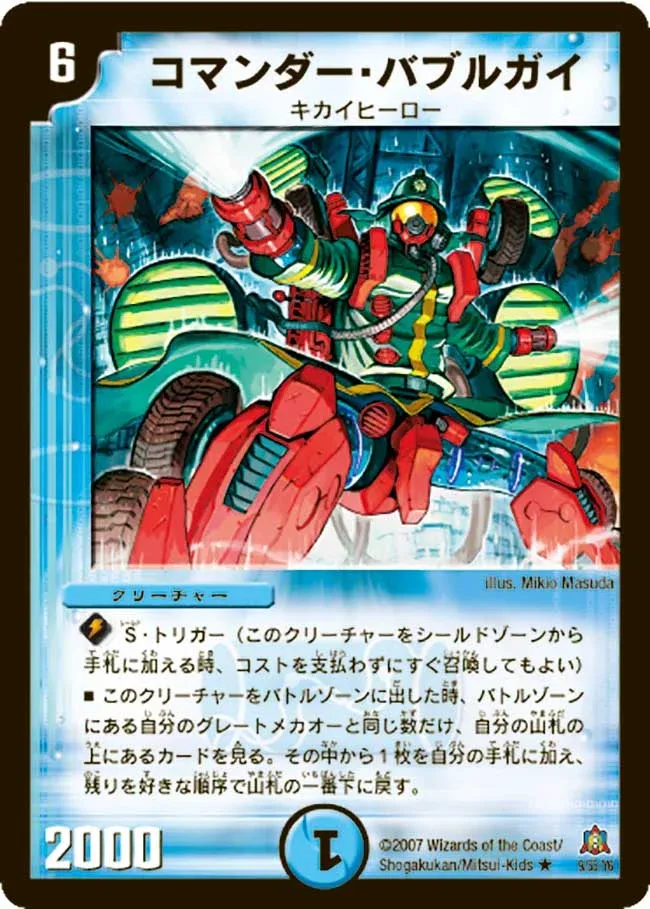 6
コマンダー・バブルガイ
キカイヒーロー
illus. Mikio Masuda
クリーチャー
S・トリガー（このクリーチャーをシールドゾーンから
手札に加える時、コストを支払わずにすぐ召喚してもよい）
■ このクリーチャーをバトルゾーンに出した時、バトルゾーン
にある自分のグレートメカオーと同じ数だけ、自分の山札の
上にあるカードを見る。その中から１枚を自分の手札に加え、
残りを好きな順序で山札の一番下に戻す。
2000
1
©2007 Wizards of the Coast/
Shogakukan/Mitsui-Kids ★
9/55 Y6